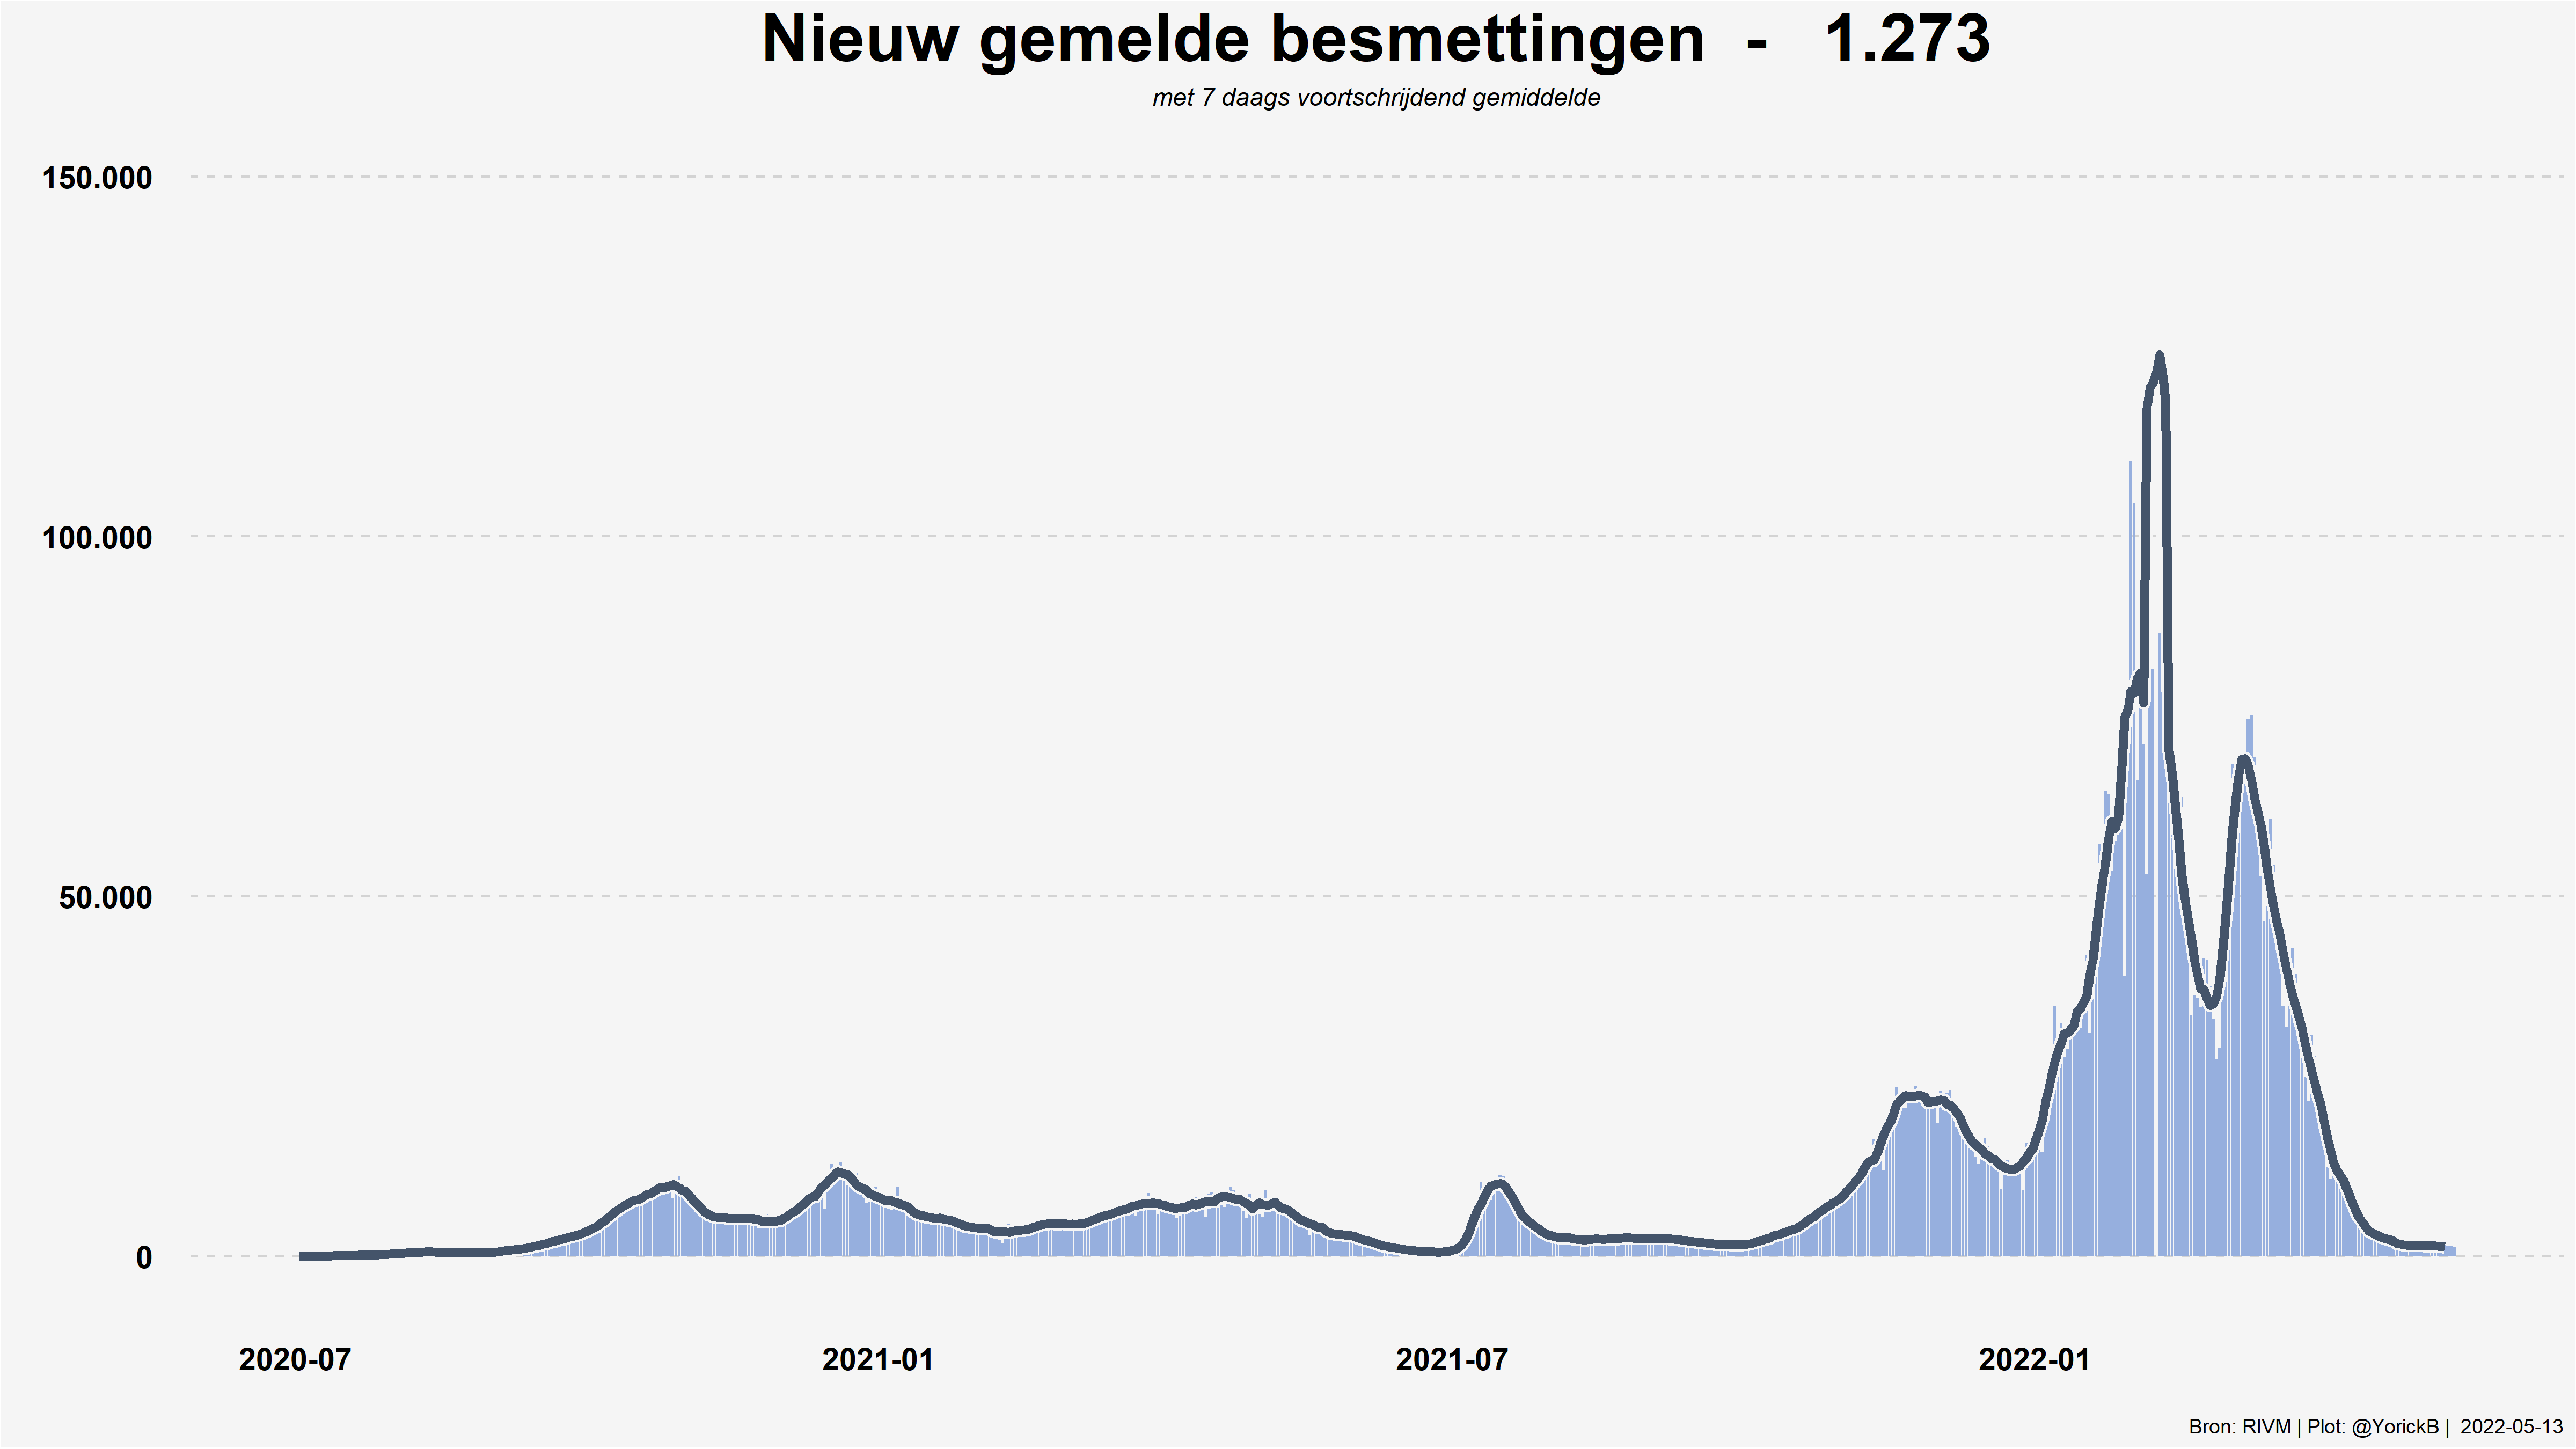 Nieuw gemelde besmettingen - 1.273
met 7 daags voortschrijdend gemiddelde
150.000
100.000
50.000
0
2020-07 2021-01 2021-07 2022-01
Bron: RIVM | Plot: @YorickB | 2022-05-13